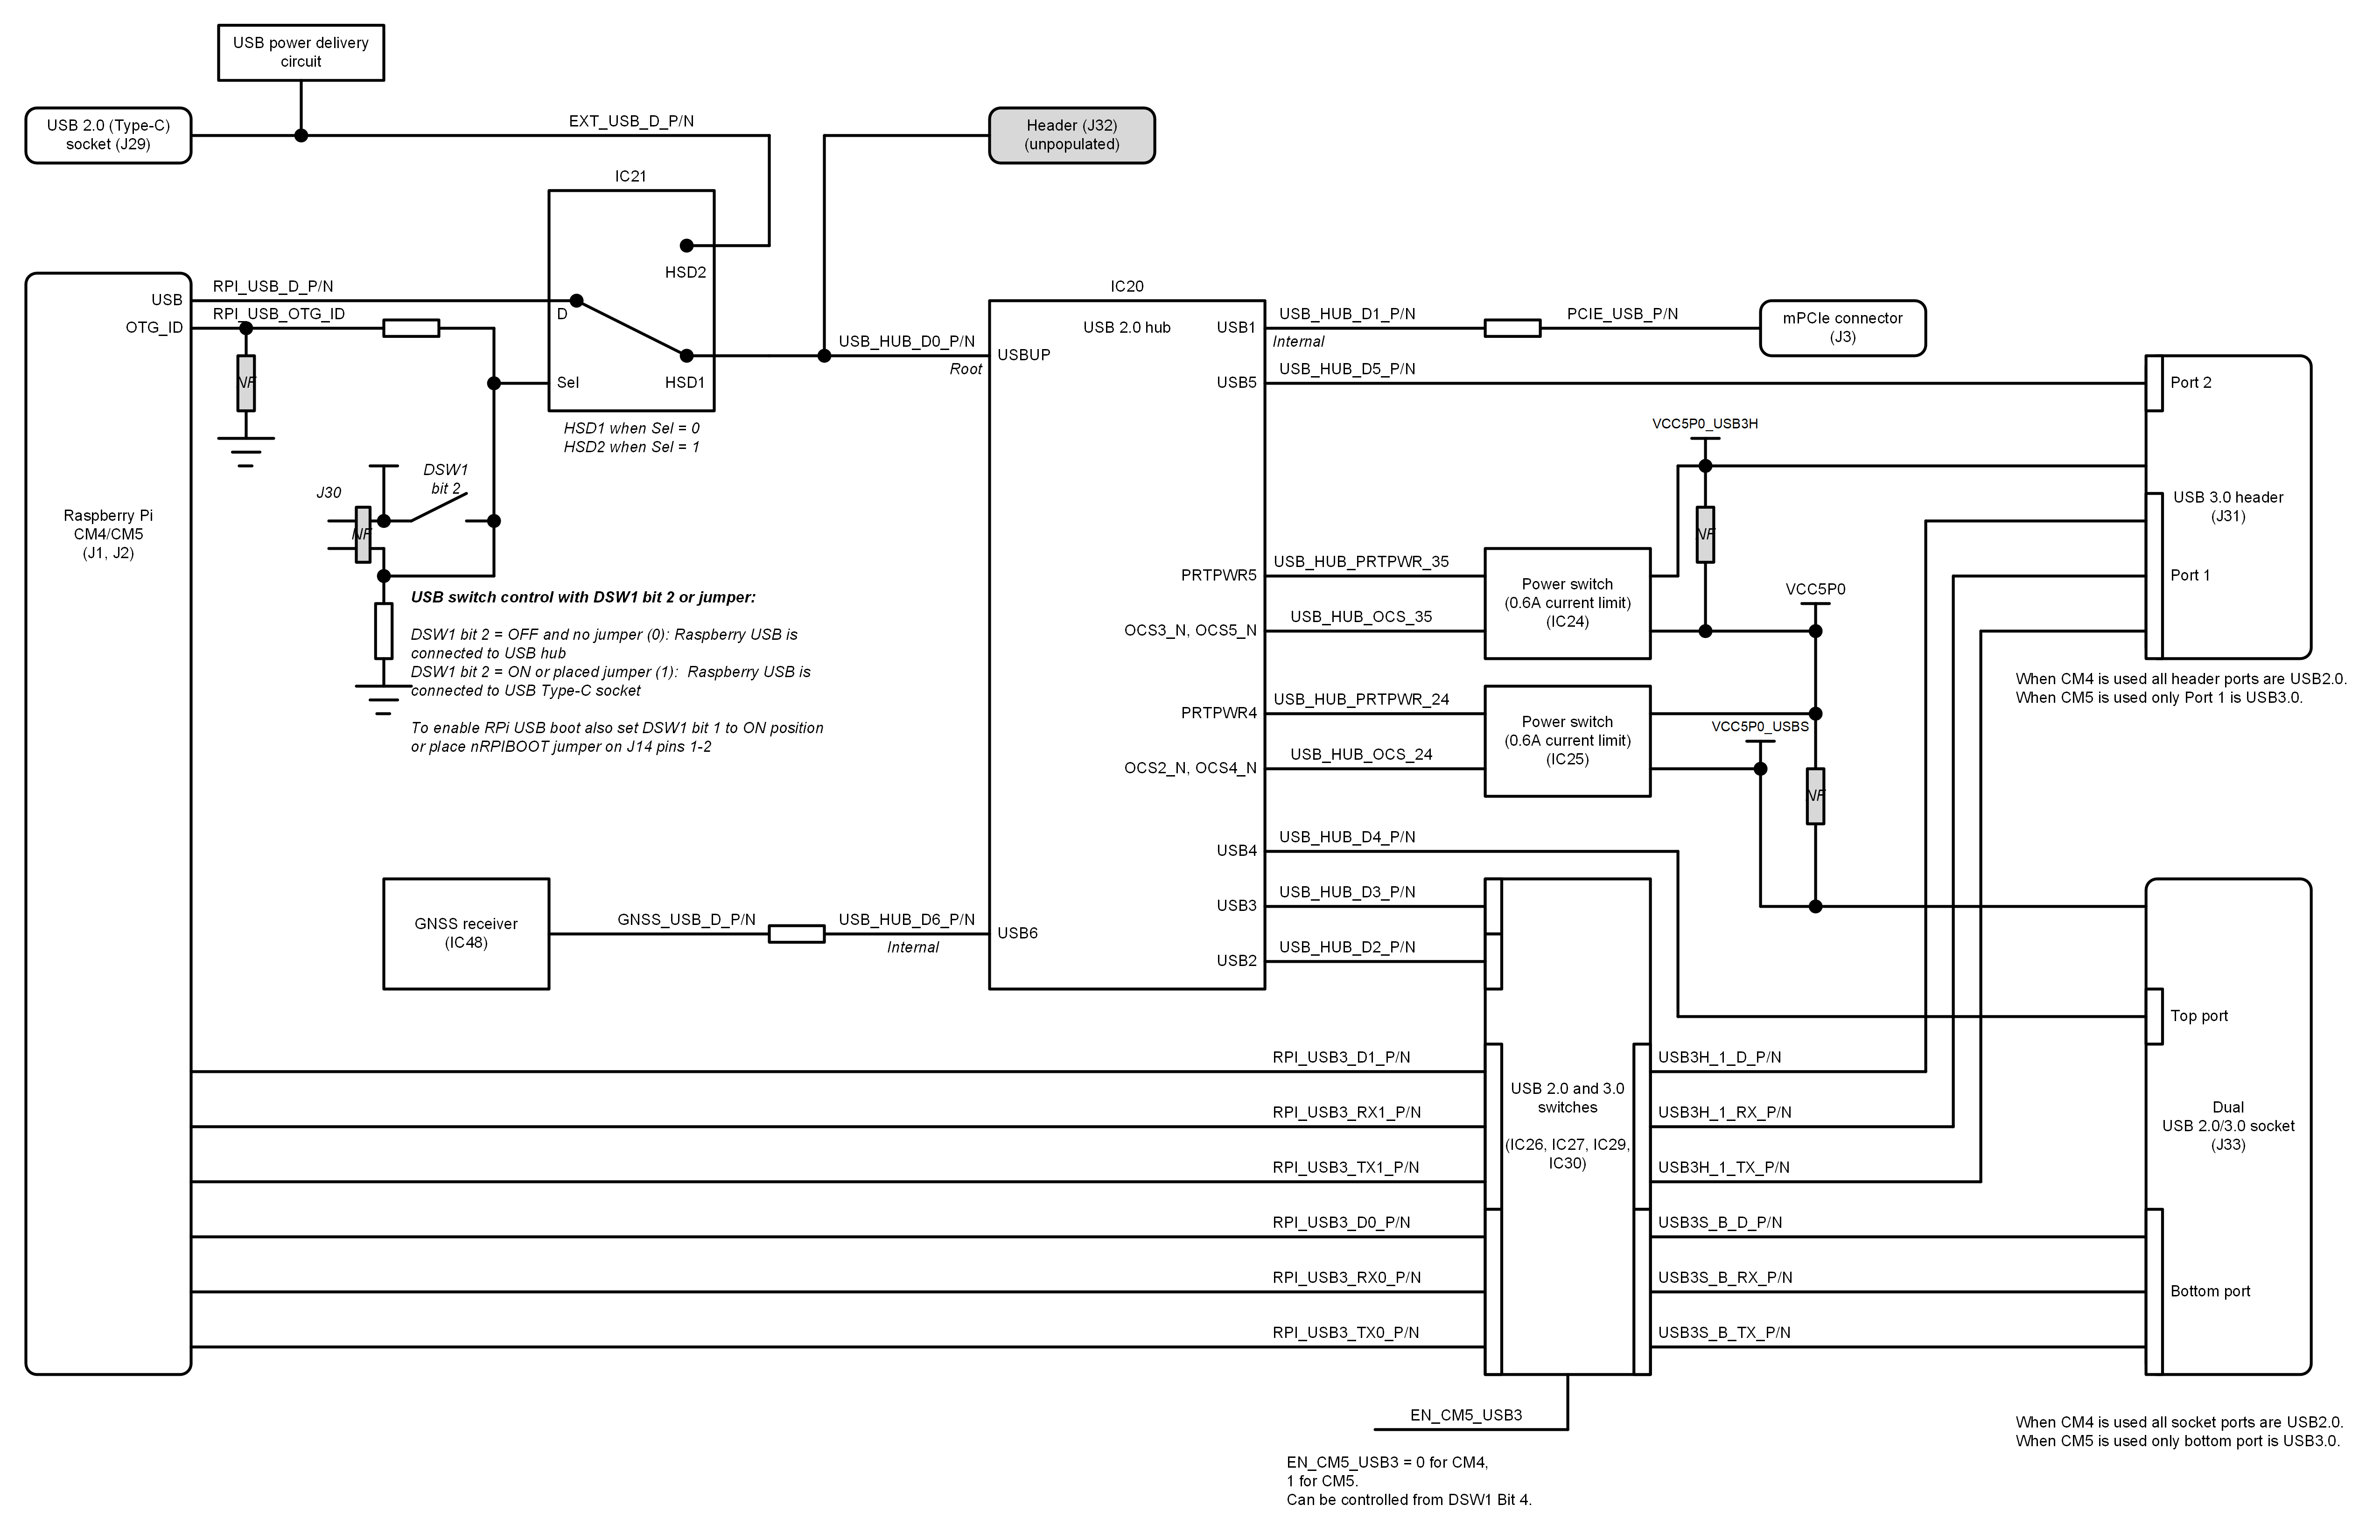 USB power delivery
circuit
USB 2.0 (Type-C)
socket (J29)
EXT_USB_D_P/N
Header (J32)
(unpopulated)
IC21
HSD2
D
Sel
HSD1
HSD1 when Sel = 0
HSD2 when Sel = 1
USB
RPI_USB_D_P/N
OTG_ID
RPI_USB_OTG_ID
NF
Raspberry Pi
CM4/CM5
(J1, J2)
J30
NF
DSW1
bit 2
USB switch control with DSW1 bit 2 or jumper:
DSW1 bit 2 = OFF and no jumper (0): Raspberry USB is
connected to USB hub
DSW1 bit 2 = ON or placed jumper (1):  Raspberry USB is
connected to USB Type-C socket
To enable RPi USB boot also set DSW1 bit 1 to ON position
or place nRPIBOOT jumper on J14 pins 1-2
USB_HUB_D0_P/N
Root
IC20
USB 2.0 hub
USBUP
USB1
USB5
PRTPWR5
OCS3_N, OCS5_N
PRTPWR4
OCS2_N, OCS4_N
USB4
USB3
USB2
USB6
GNSS receiver
(IC48)
GNSS_USB_D_P/N
USB_HUB_D6_P/N
Internal
USB_HUB_D1_P/N
Internal
PCIE_USB_P/N
mPCIe connector
(J3)
USB_HUB_D5_P/N
VCC5P0_USB3H
NF
USB_HUB_PRTPWR_35
USB_HUB_OCS_35
Power switch
(0.6A current limit)
(IC24)
VCC5P0
USB_HUB_PRTPWR_24
USB_HUB_OCS_24
Power switch
(0.6A current limit)
(IC25)
VCC5P0_USBS
NF
Port 2
USB 3.0 header
(J31)
Port 1
When CM4 is used all header ports are USB2.0.
When CM5 is used only Port 1 is USB3.0.
USB_HUB_D4_P/N
USB_HUB_D3_P/N
USB_HUB_D2_P/N
RPI_USB3_D1_P/N
RPI_USB3_RX1_P/N
RPI_USB3_TX1_P/N
RPI_USB3_D0_P/N
RPI_USB3_RX0_P/N
RPI_USB3_TX0_P/N
USB 2.0 and 3.0
switches
(IC26, IC27, IC29,
IC30)
USB3H_1_D_P/N
USB3H_1_RX_P/N
USB3H_1_TX_P/N
USB3S_B_D_P/N
USB3S_B_RX_P/N
USB3S_B_TX_P/N
Top port
Dual
USB 2.0/3.0 socket
(J33)
Bottom port
EN_CM5_USB3
EN_CM5_USB3 = 0 for CM4,
1 for CM5.
Can be controlled from DSW1 Bit 4.
When CM4 is used all socket ports are USB2.0.
When CM5 is used only bottom port is USB3.0.